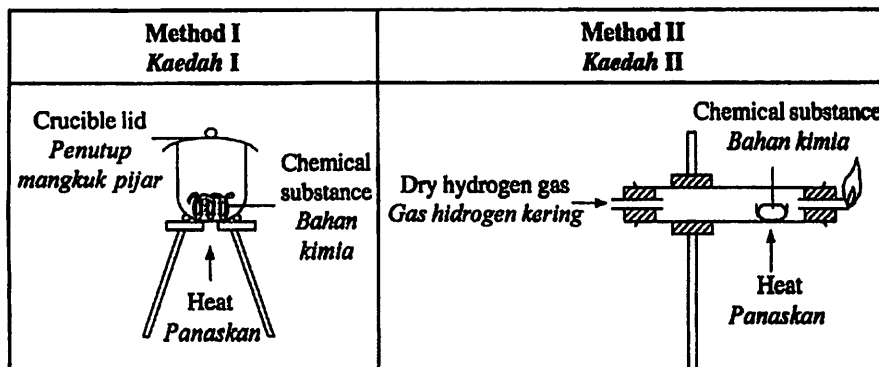 Method I
Kaedah I
Method II
Kaedah II
Crucible lid
Penutup
mangkuk pijar
Chemical
substance
Bahan
kimia
Heat
Panaskan
Chemical substance
Bahan kimia
Dry hydrogen gas
Gas hidrogen kering
Heat
Panaskan